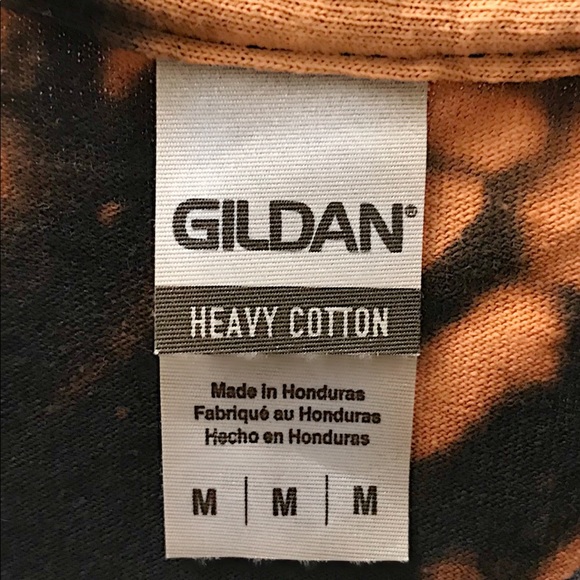 GILDAN®
HEAVY COTTON
Made in Honduras
Fabriqué au Honduras
Hecho en Honduras
M | M | M